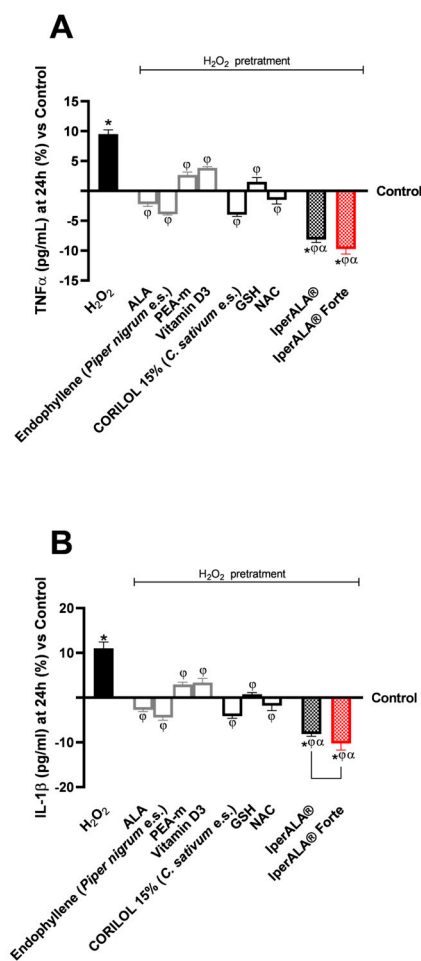 A
H₂O₂ pretreatment
TNFα (pg/mL) at 24h (%) vs Control
15
10
5
0
-5
-10
-15
*
φ
φ
φ
φ
φ
φ
φ
*φα
*φα
Control
H₂O₂
ALA
Endophyllene (Piper nigrum e.s.)
PEA-m
Vitamin D3
CORILOL 15% (C. sativum e.s.)
GSH
NAC
IperALA®
IperALA® Forte
B
H₂O₂ pretreatment
IL-1β (pg/ml) at 24h (%) vs Control
20
10
0
-10
-20
*
φ
φ
φ
φ
φ
φ
φ
*φα
*φα
Control
H₂O₂
ALA
Endophyllene (Piper nigrum e.s.)
PEA-m
Vitamin D3
CORILOL 15% (C. sativum e.s.)
GSH
NAC
IperALA®
IperALA® Forte